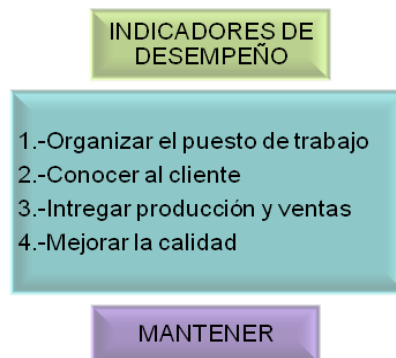 INDICADORES DE
DESEMPEÑO
1.-Organizar el puesto de trabajo
2.-Conocer al cliente
3.-Intregar producción y ventas
4.-Mejorar la calidad
MANTENER